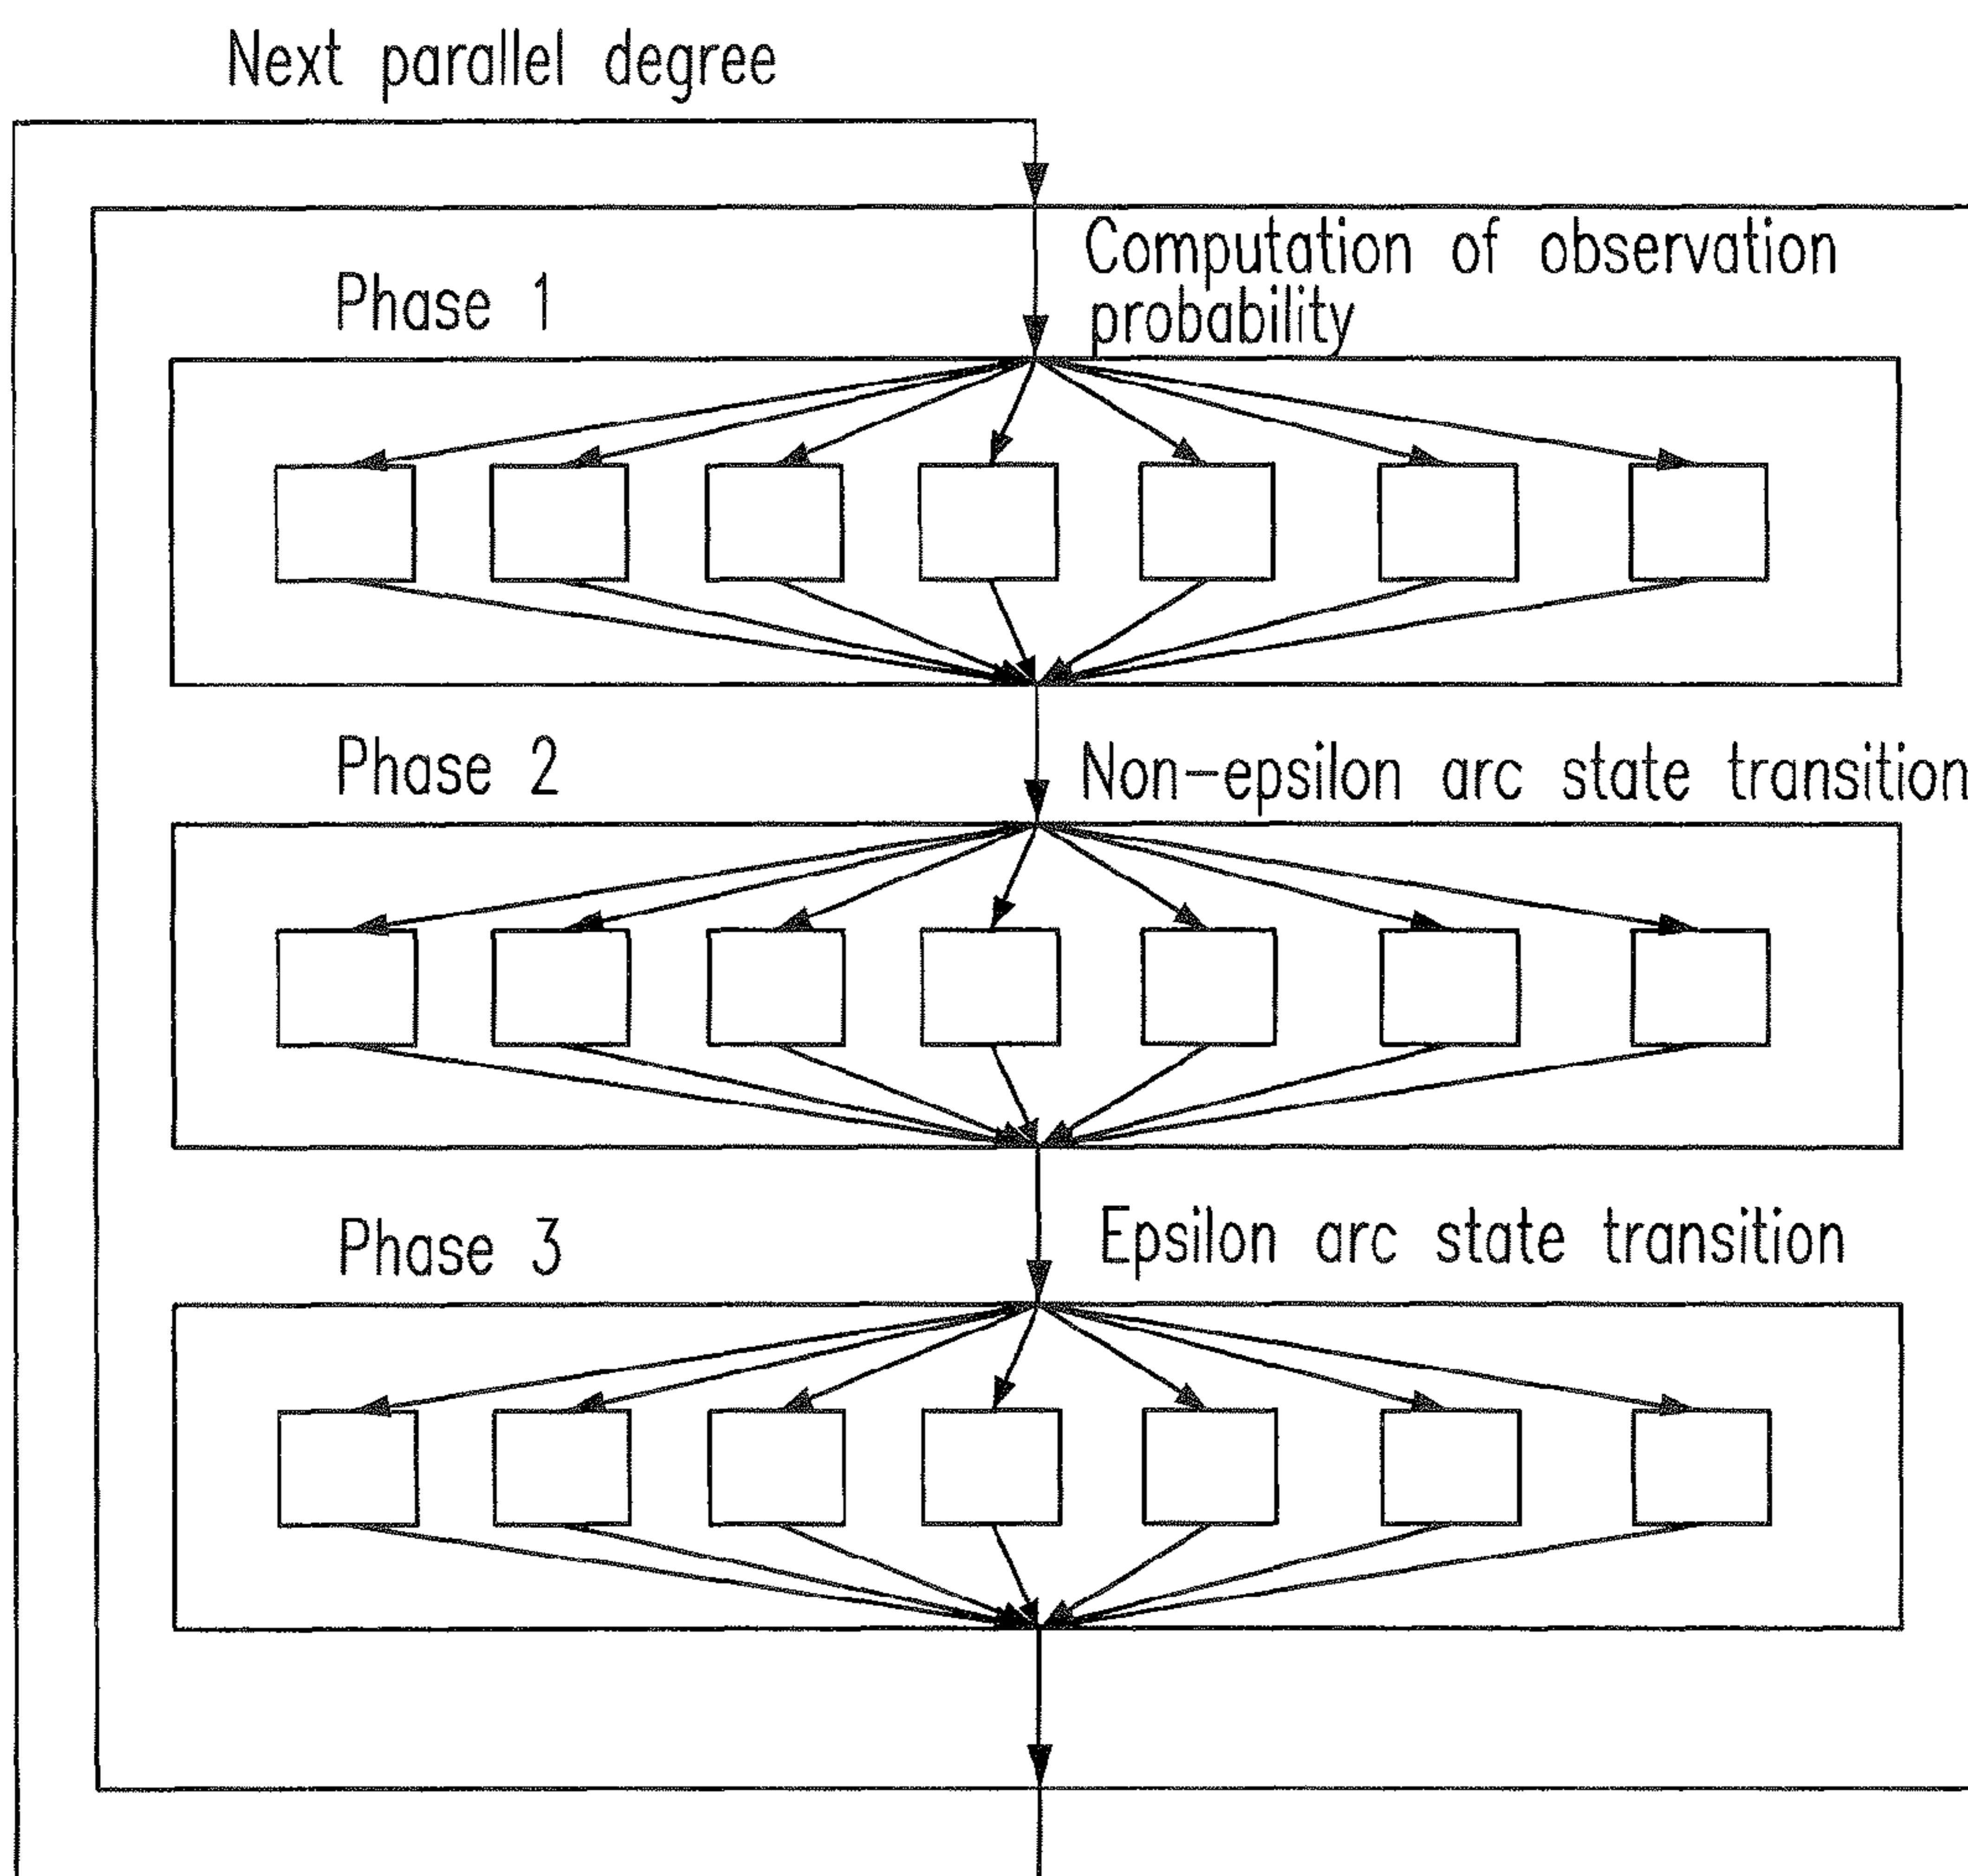 Next parallel degree
Computation of observation
probability
Phase 1
Phase 2
Non-epsilon arc state transition
Phase 3
Epsilon arc state transition